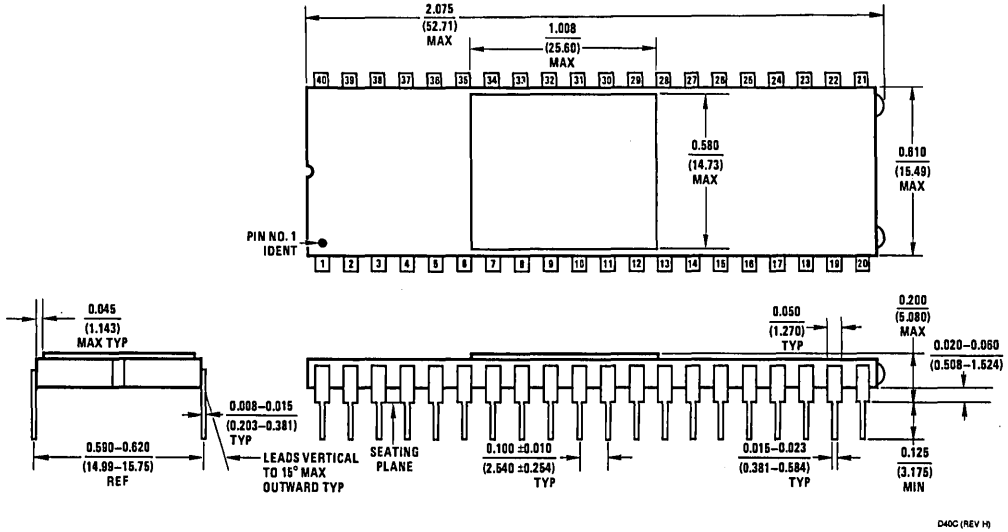 2.075
(52.71)
MAX
1.008
(25.60)
MAX
40 39 38 37 36 35 34 33 32 31 30 29 28 27 26 25 24 23 22 21
0.580
(14.73)
MAX
0.610
(15.49)
MAX
PIN NO. 1
IDENT
1 2 3 4 5 6 7 8 9 10 11 12 13 14 15 16 17 18 19 20
0.045
(1.143)
MAX TYP
0.050
(1.270)
TYP
0.200
(5.080)
MAX
0.020–0.060
(0.508–1.524)
0.008–0.015
(0.203–0.381)
TYP
0.590–0.620
(14.99–15.75)
REF
LEADS VERTICAL
TO 15° MAX
OUTWARD TYP
SEATING
PLANE
0.100 ±0.010
(2.540 ±0.254)
TYP
0.015–0.023
(0.381–0.584)
TYP
0.125
(3.175)
MIN
D40C (REV H)